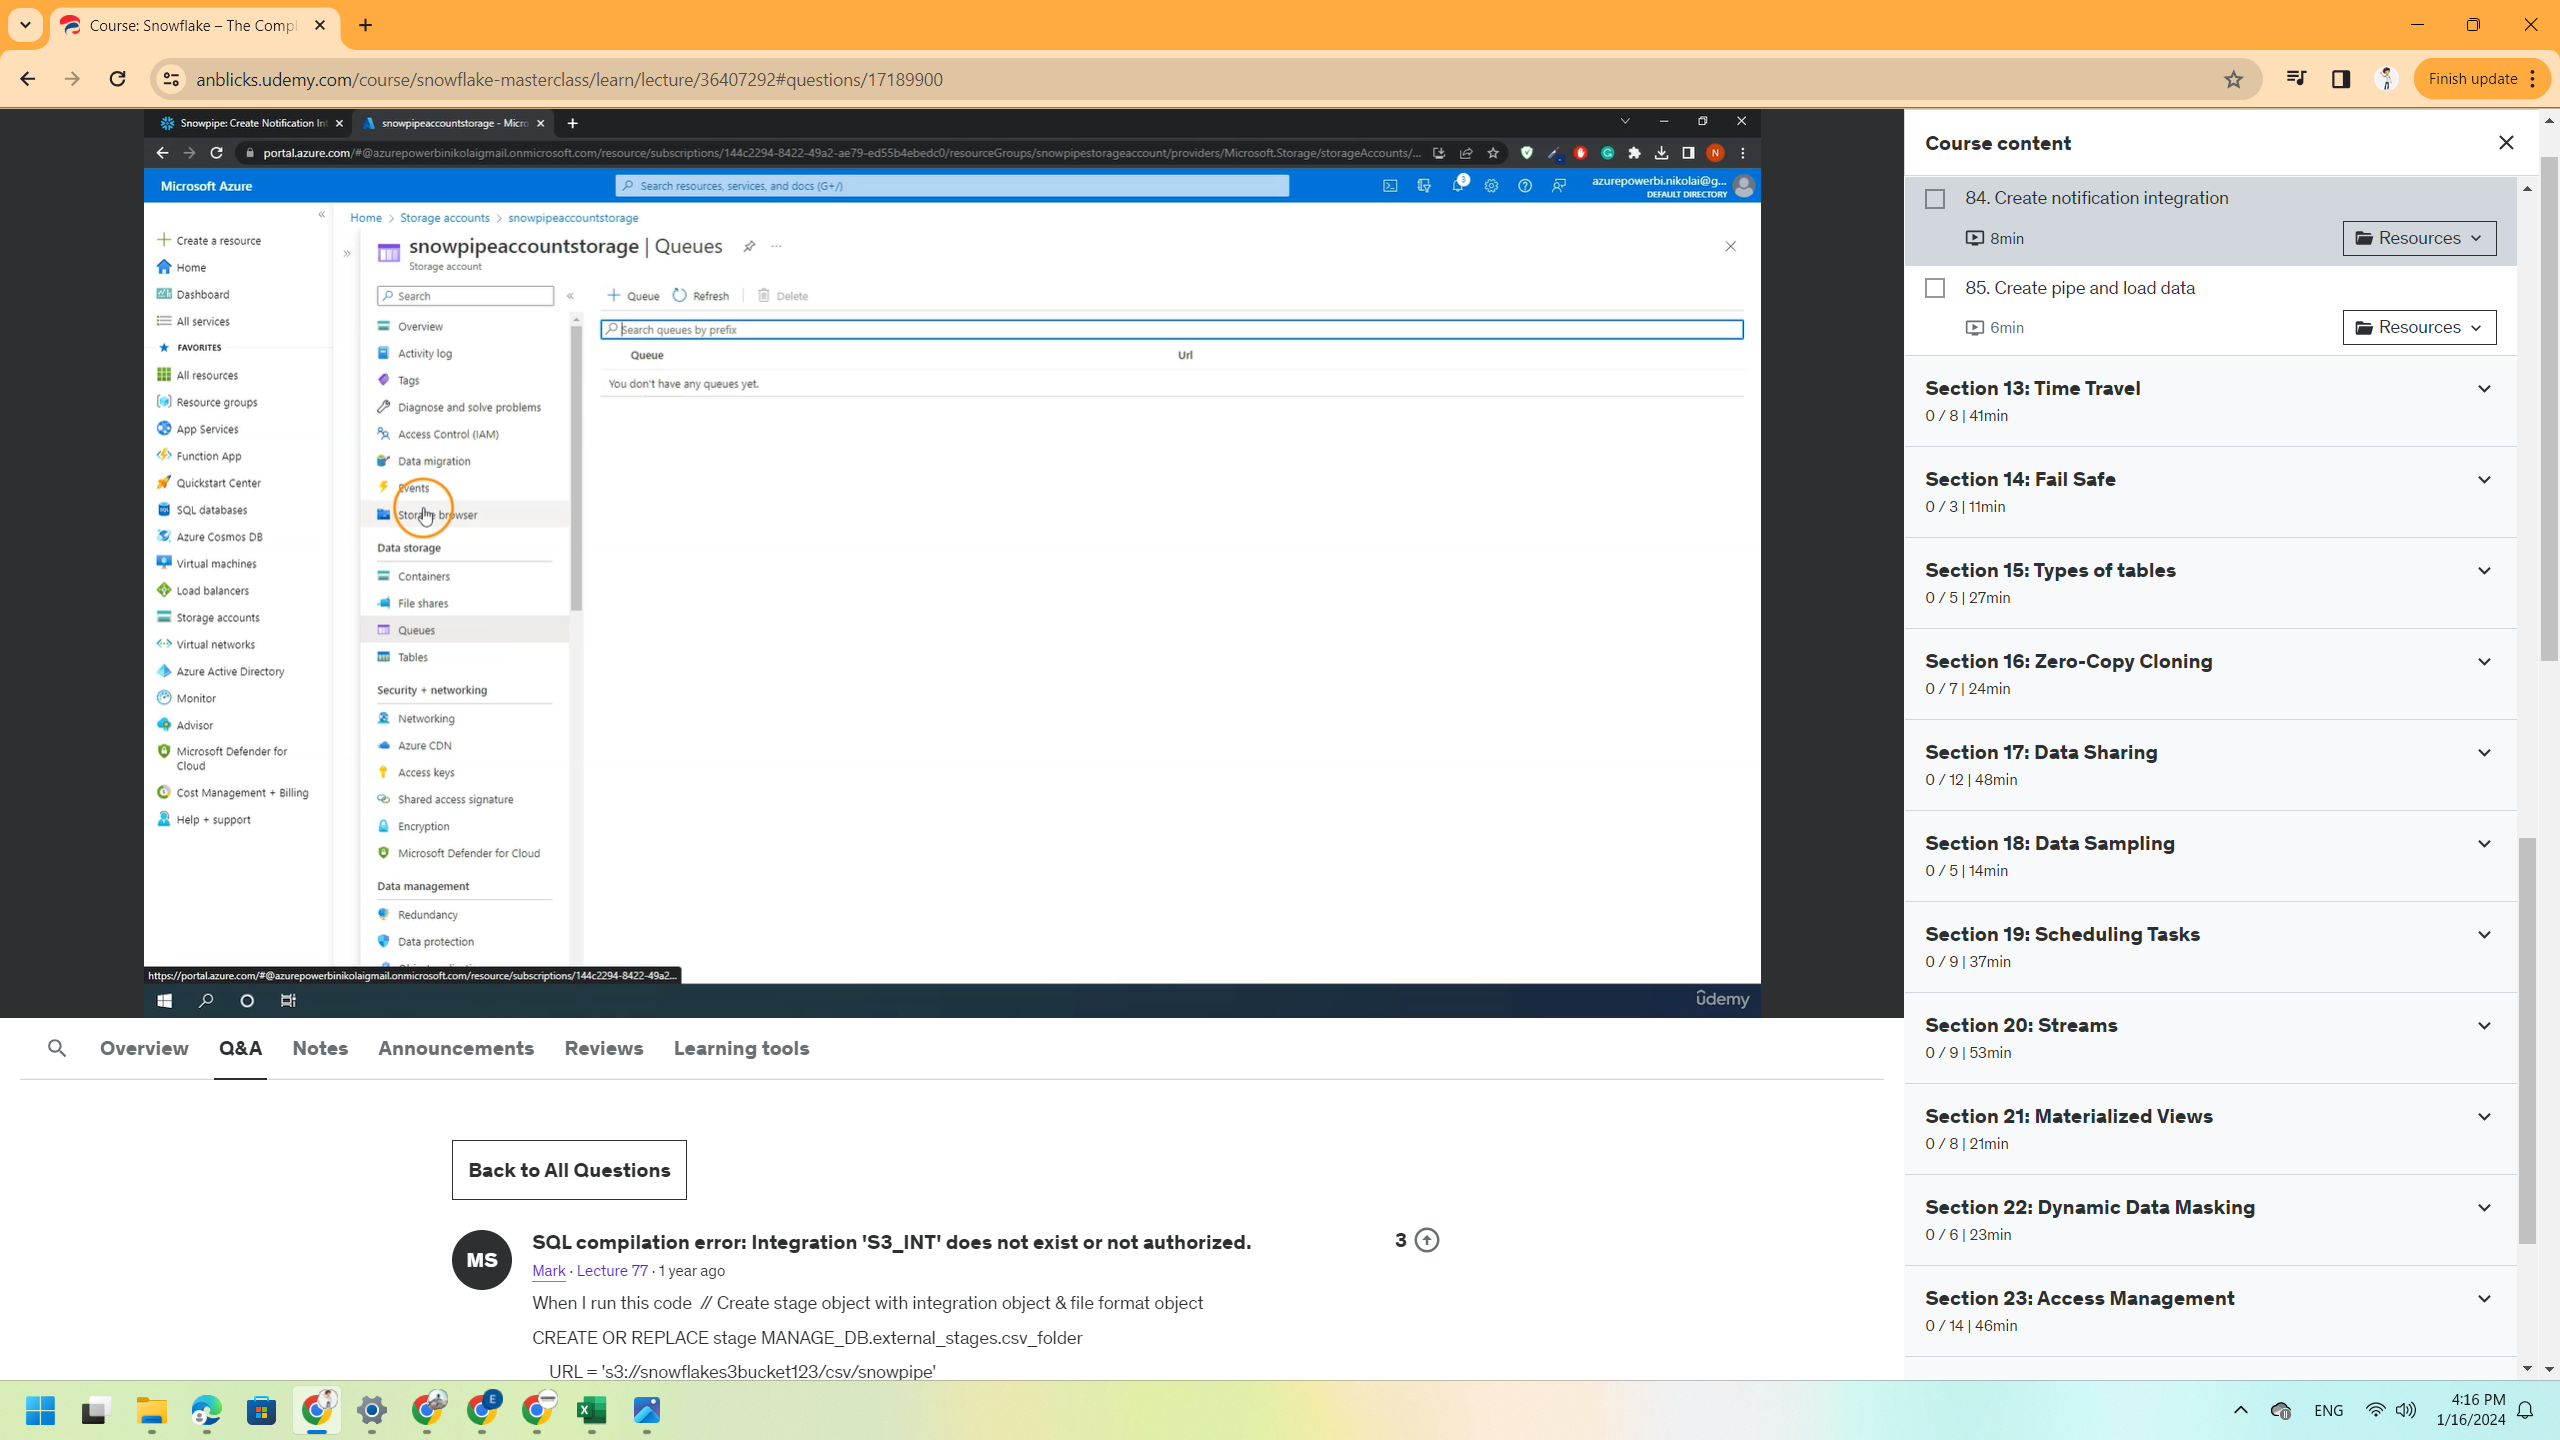 Course: Snowflake – The Compl
anblicks.udemy.com/course/snowflake-masterclass/learn/lecture/36407292#questions/17189900
Finish update
Snowpipe: Create Notification Int
snowpipeaccountstorage - Micro
portal.azure.com/#@azurepowerbinikolaigmail.onmicrosoft.com/resource/subscriptions/144c2294-8422-49a2-ae79-ed55b4ebedc0/resourceGroups/snowpipestorageaccount/providers/Microsoft.Storage/storageAccounts/...
N
Microsoft Azure
Search resources, services, and docs (G+/)
3
azurepowerbi.nikolai@g...
DEFAULT DIRECTORY
Create a resource
Home
Dashboard
All services
FAVORITES
All resources
Resource groups
App Services
Function App
Quickstart Center
SQL databases
Azure Cosmos DB
Virtual machines
Load balancers
Storage accounts
Virtual networks
Azure Active Directory
Monitor
Advisor
Microsoft Defender for
Cloud
Cost Management + Billing
Help + support
Home > Storage accounts > snowpipeaccountstorage
snowpipeaccountstorage | Queues
Storage account
Search
Overview
Activity log
Tags
Diagnose and solve problems
Access Control (IAM)
Data migration
Events
Storage browser
Data storage
Containers
File shares
Queues
Tables
Security + networking
Networking
Azure CDN
Access keys
Shared access signature
Encryption
Microsoft Defender for Cloud
Data management
Redundancy
Data protection
Queue
Refresh
Delete
Search queues by prefix
Queue Url
You don't have any queues yet.
https://portal.azure.com/#@azurepowerbinikolaigmail.onmicrosoft.com/resource/subscriptions/144c2294-8422-49a2...
ûdemy
Overview
Q&A
Notes
Announcements
Reviews
Learning tools
Back to All Questions
MS
SQL compilation error: Integration 'S3_INT' does not exist or not authorized.
3
Mark · Lecture 77 · 1 year ago
When I run this code // Create stage object with integration object & file format object
CREATE OR REPLACE stage MANAGE_DB.external_stages.csv_folder
URL = 's3://snowflakes3bucket123/csv/snowpipe'
Course content
84. Create notification integration
8min
Resources
85. Create pipe and load data
6min
Resources
Section 13: Time Travel
0 / 8 | 41min
Section 14: Fail Safe
0 / 3 | 11min
Section 15: Types of tables
0 / 5 | 27min
Section 16: Zero-Copy Cloning
0 / 7 | 24min
Section 17: Data Sharing
0 / 12 | 48min
Section 18: Data Sampling
0 / 5 | 14min
Section 19: Scheduling Tasks
0 / 9 | 37min
Section 20: Streams
0 / 9 | 53min
Section 21: Materialized Views
0 / 8 | 21min
Section 22: Dynamic Data Masking
0 / 6 | 23min
Section 23: Access Management
0 / 14 | 46min
E
ENG
4:16 PM
1/16/2024